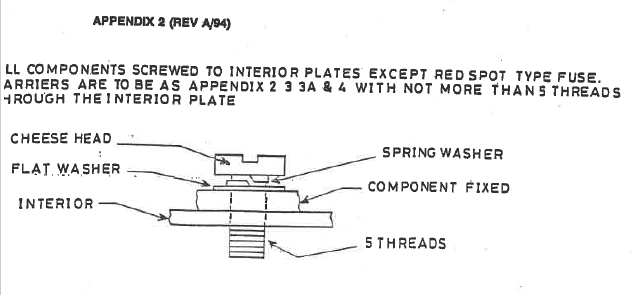 APPENDIX 2 (REV A/94)
LL COMPONENTS SCREWED TO INTERIOR PLATES EXCEPT RED SPOT TYPE FUSE.
ARRIERS ARE TO BE AS APPENDIX 2 3 3A & 4 WITH NOT MORE THAN 5 THREADS
HROUGH THE INTERIOR PLATE
CHEESE HEAD
SPRING WASHER
FLAT WASHER
COMPONENT FIXED
INTERIOR
5 THREADS